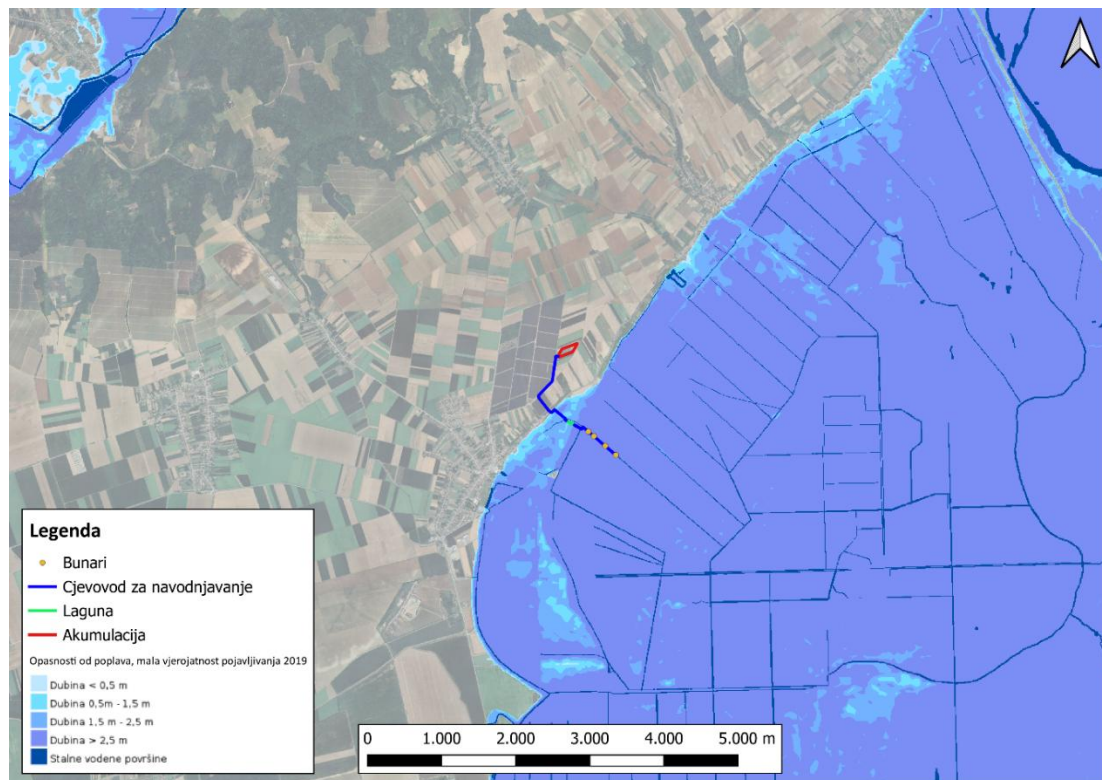 Legenda
Bunari
Cjevovod za navodnjavanje
Laguna
Akumulacija
Opasnosti od poplava, mala vjerojatnost pojavljivanja 2019
Dubina < 0,5 m
Dubina 0,5m - 1,5 m
Dubina 1,5 m - 2,5 m
Dubina > 2,5 m
Stalne vodene površine
0 1.000 2.000 3.000 4.000 5.000 m